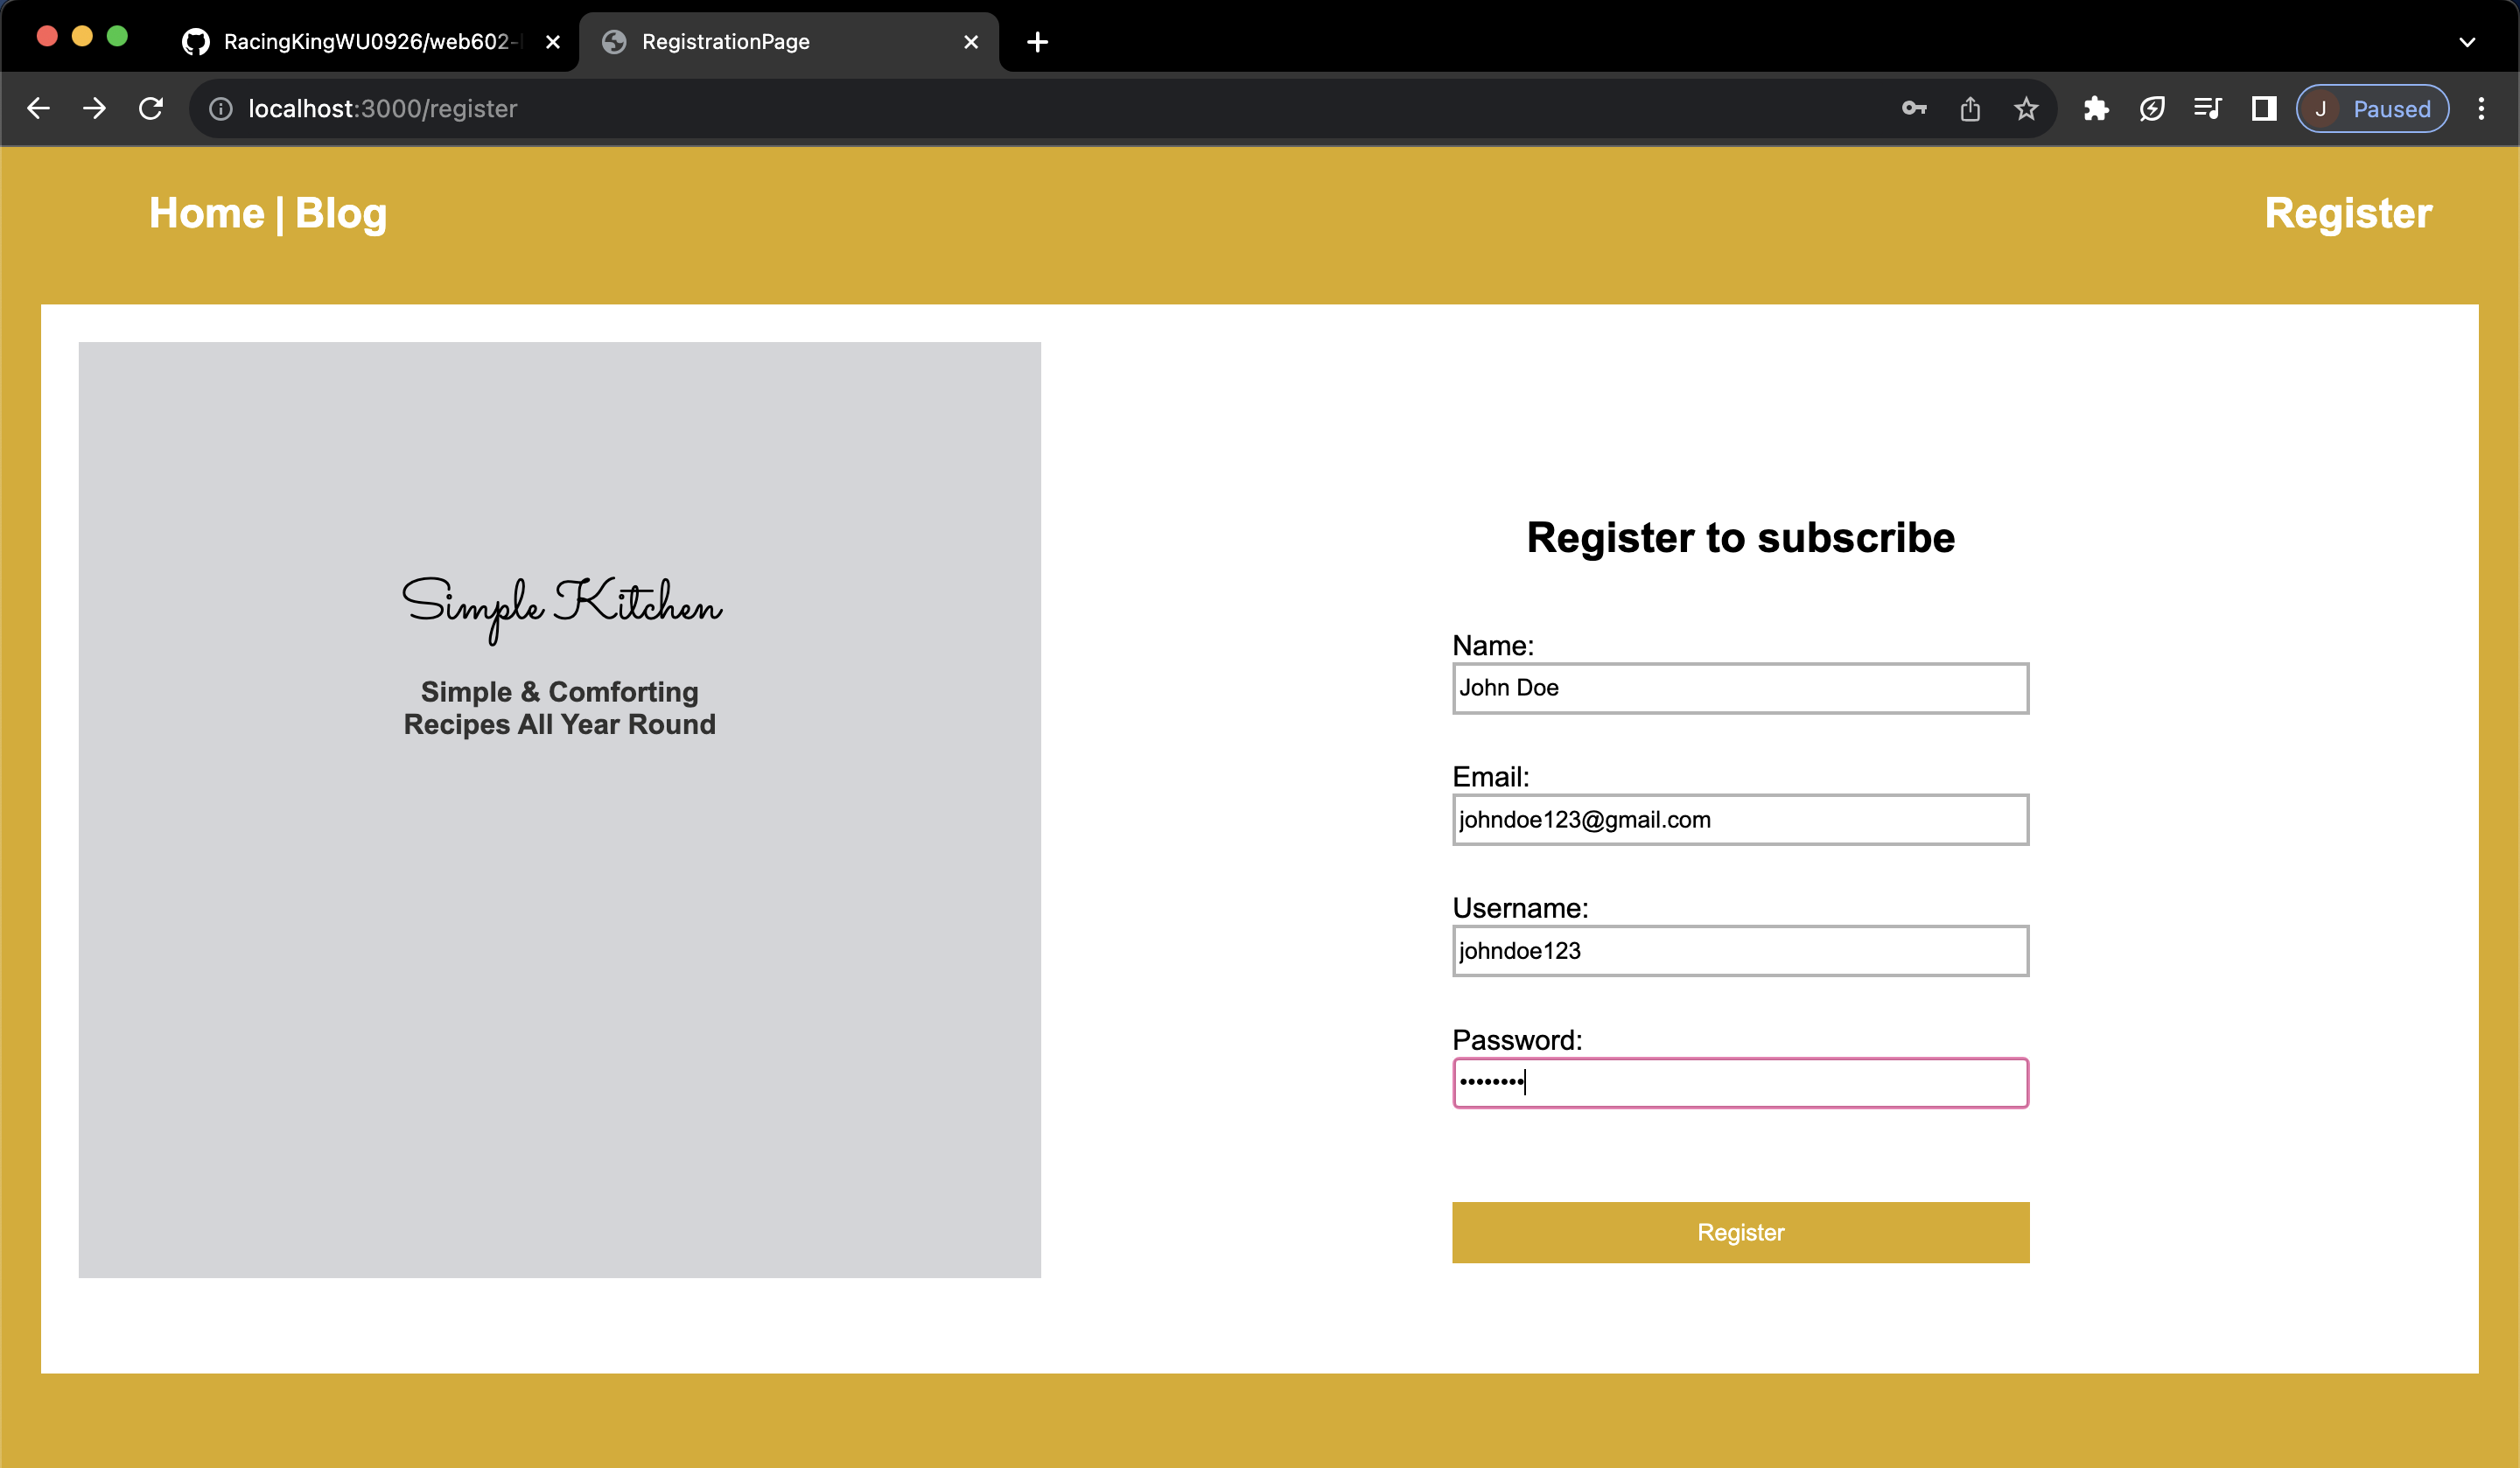 RacingKingWU0926/web602-
RegistrationPage
localhost:3000/register
J Paused
Home | Blog
Register
Simple Kitchen
Simple & Comforting
Recipes All Year Round
Register to subscribe
Name:
John Doe
Email:
johndoe123@gmail.com
Username:
johndoe123
Password:
••••••••
Register